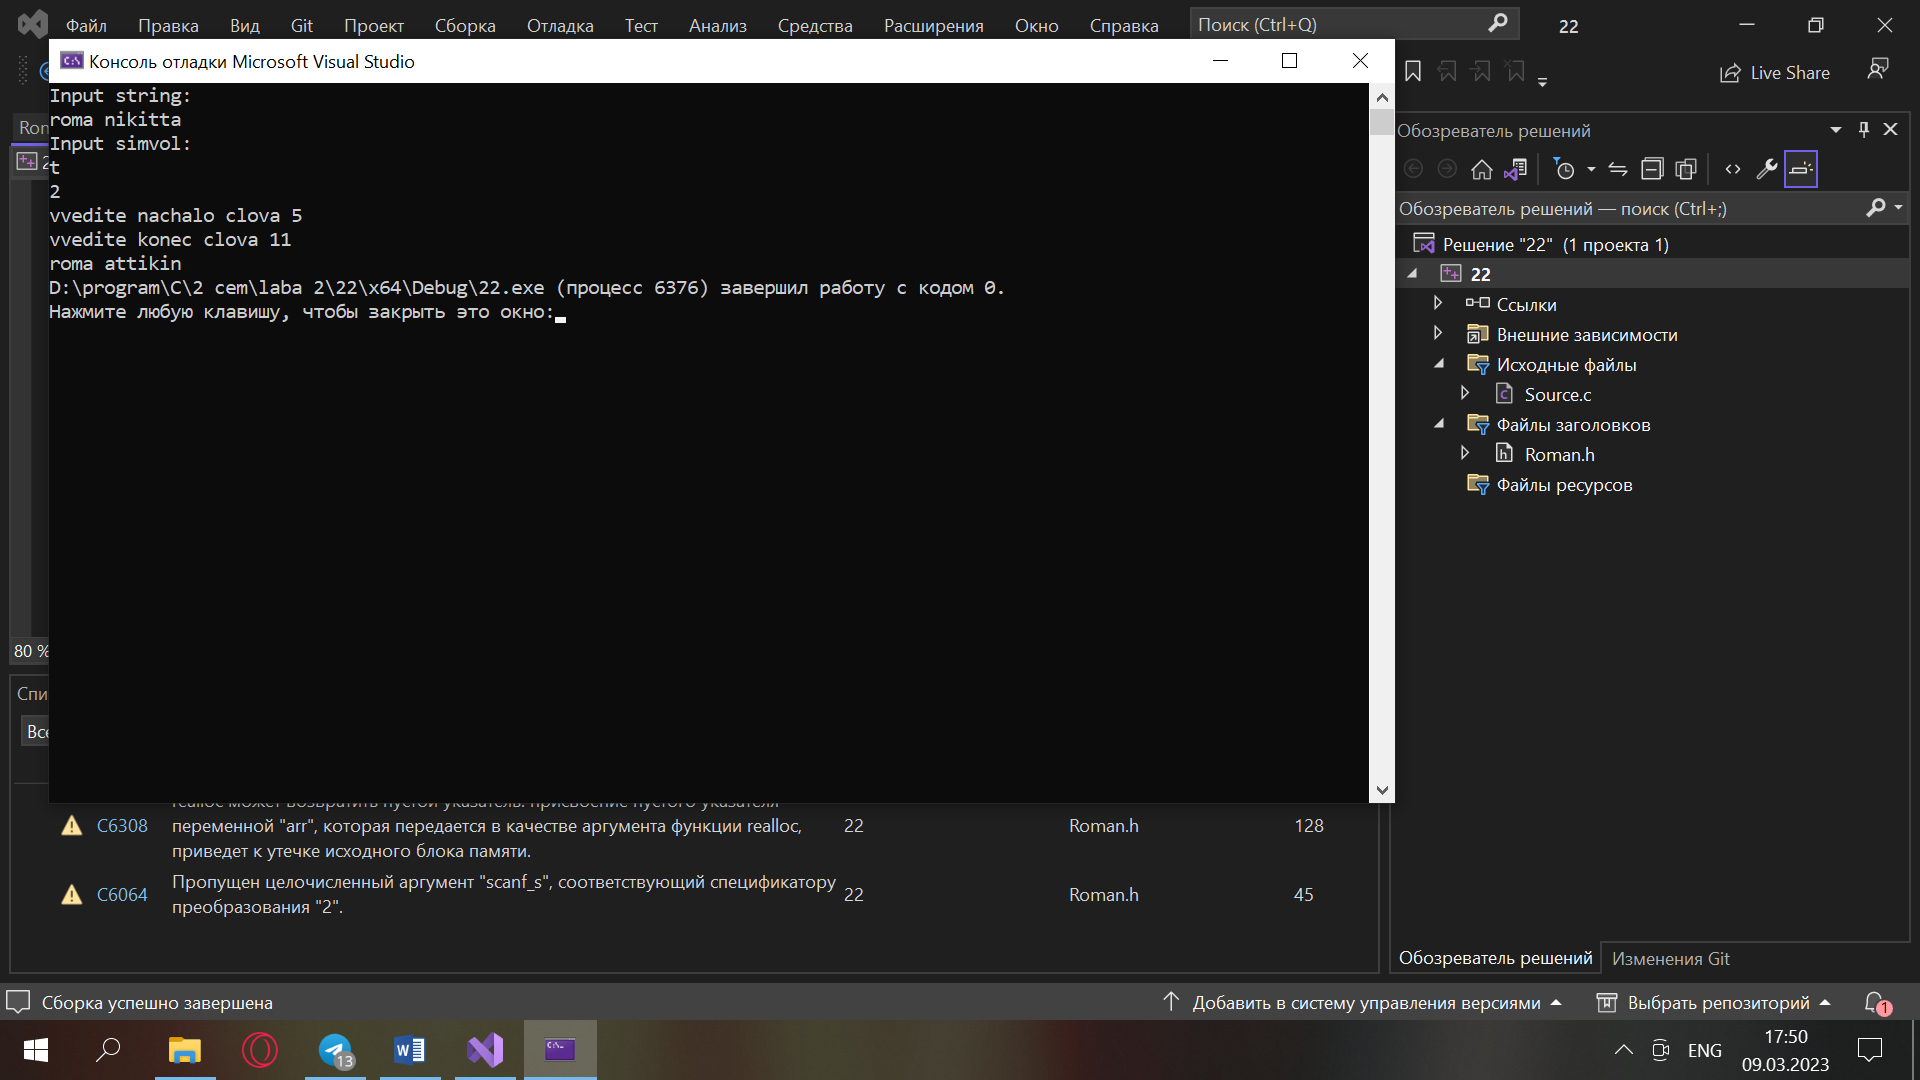 Файл Правка Вид Git Проект Сборка Отладка Тест Анализ Средства Расширения Окно Справка Поиск (Ctrl+Q) 22
Консоль отладки Microsoft Visual Studio
Live Share
Input string:
roma nikitta
Input simvol:
t
2
vvedite nachalo clova 5
vvedite konec clova 11
roma attikin
D:\program\C\2 cem\laba 2\22\x64\Debug\22.exe (процесс 6376) завершил работу с кодом 0.
Нажмите любую клавишу, чтобы закрыть это окно:
80 %
C6308 переменной "arr", которая передается в качестве аргумента функции realloc, 22 Roman.h 128
приведет к утечке исходного блока памяти.
C6064 Пропущен целочисленный аргумент "scanf_s", соответствующий спецификатору 22 Roman.h 45
преобразования "2".
Обозреватель решений
Обозреватель решений — поиск (Ctrl+;)
Решение "22" (1 проекта 1)
22
Ссылки
Внешние зависимости
Исходные файлы
Source.c
Файлы заголовков
Roman.h
Файлы ресурсов
Обозреватель решений Изменения Git
Сборка успешно завершена Добавить в систему управления версиями Выбрать репозиторий 1
13 ENG 17:50
09.03.2023